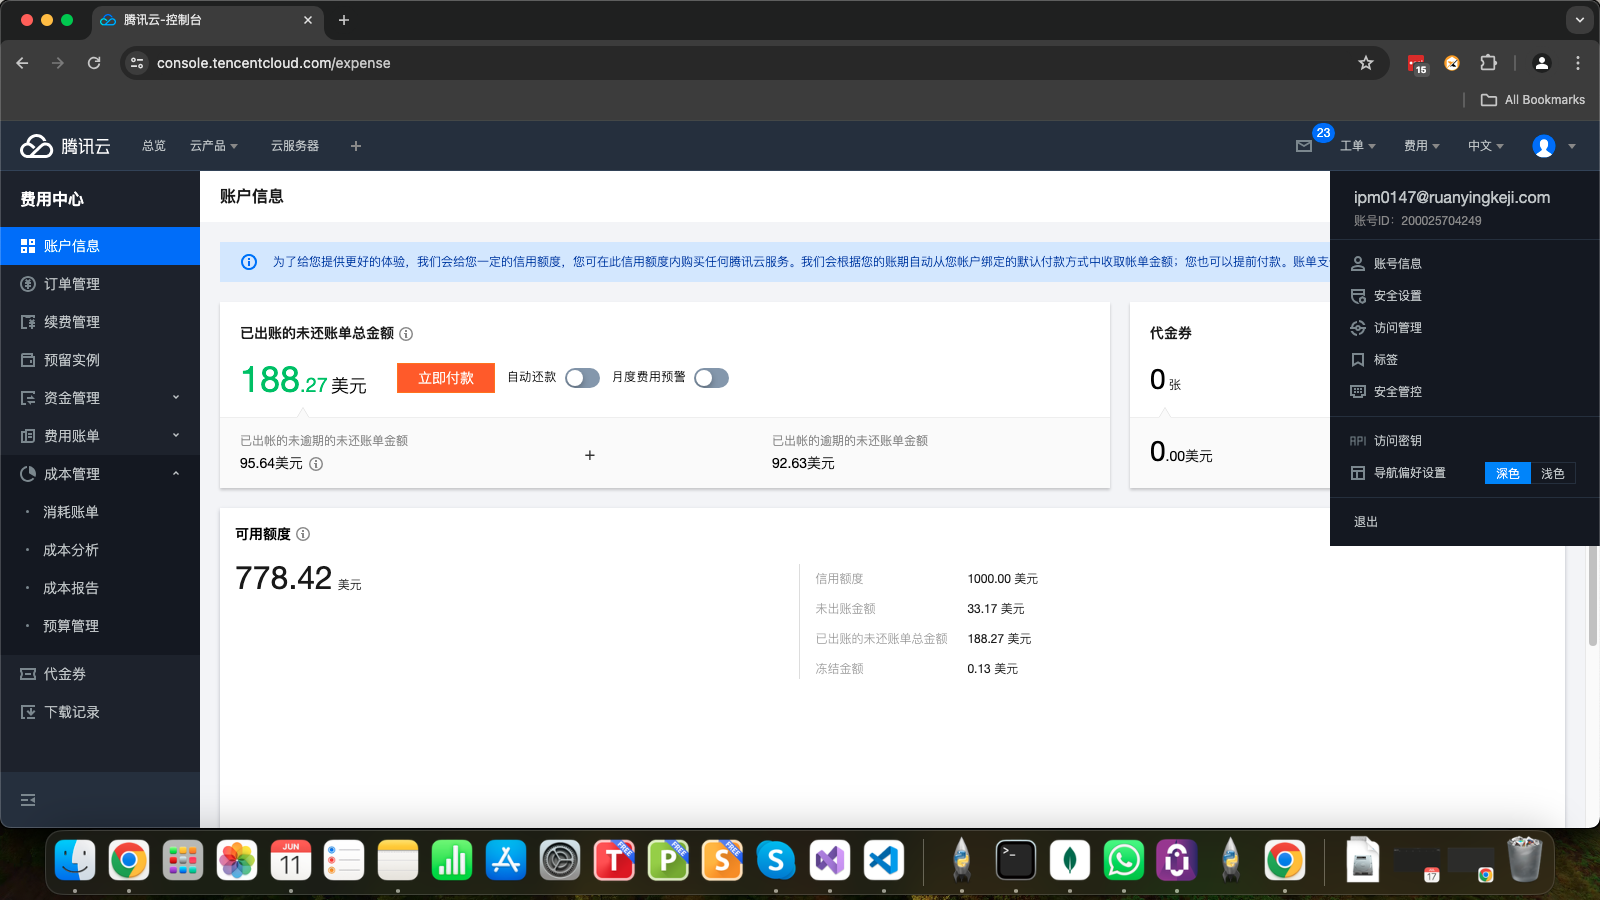 腾讯云-控制台
console.tencentcloud.com/expense
15
All Bookmarks
腾讯云
总览
云产品
云服务器
23
工单
费用
中文
费用中心
账户信息
订单管理
续费管理
预留实例
资金管理
费用账单
成本管理
消耗账单
成本分析
成本报告
预算管理
代金券
下载记录
账户信息
为了给您提供更好的体验，我们会给您一定的信用额度，您可在此信用额度内购买任何腾讯云服务。我们会根据您的账期自动从您帐户绑定的默认付款方式中收取帐单金额；您也可以提前付款。账单支
已出账的未还账单总金额
188.27 美元
立即付款
自动还款
月度费用预警
已出帐的未逾期的未还账单金额
95.64美元
+
已出帐的逾期的未还账单金额
92.63美元
代金券
0 张
0.00美元
可用额度
778.42 美元
信用额度 1000.00 美元
未出账金额 33.17 美元
已出账的未还账单总金额 188.27 美元
冻结金额 0.13 美元
ipm0147@ruanyingkeji.com
账号ID：200025704249
账号信息
安全设置
访问管理
标签
安全管控
API 访问密钥
导航偏好设置
深色
浅色
退出
JUN
11
T FREE
P FREE
S FREE
S
17